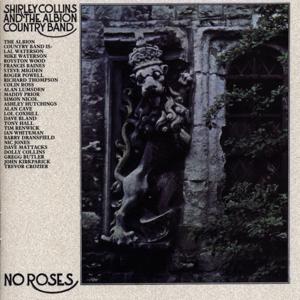 SHIRLEY COLLINS
AND THE ALBION
COUNTRY BAND.
THE ALBION
COUNTRY BAND IS:-
LAL WATERSON
MIKE WATERSON
ROYSTON WOOD
FRANCIS BAINES
STEVE MIGDEN
ROGER POWELL
RICHARD THOMPSON
COLIN ROSS
ALAN LUMSDEN
MADDY PRIOR
SIMON NICOL
ASHLEY HUTCHINGS
ALAN CAVE
LOL COXHILL
DAVE BLAND
TONY HALL
TIM RENWICK
IAN WHITEMAN
BARRY DRANSFIELD
NIC JONES
DAVE MATTACKS
DOLLY COLLINS
GREGG BUTLER
JOHN KIRKPARICK
TREVOR CROZIER
NO ROSES